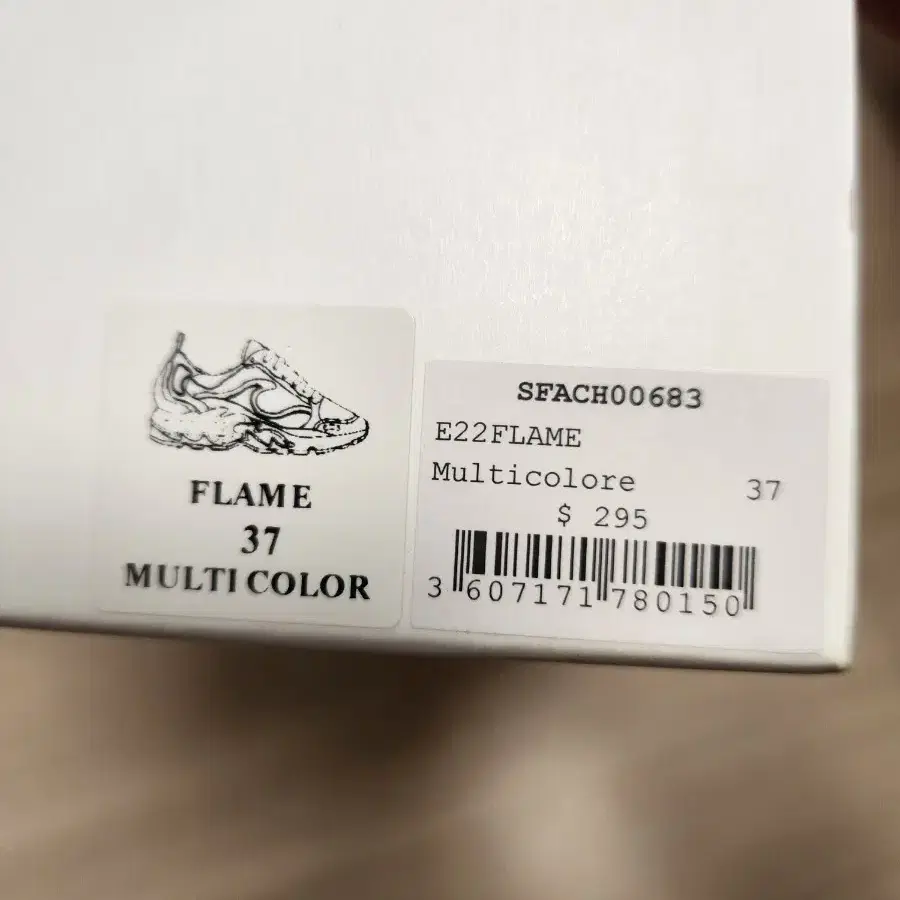 FLAME
37
MULTI COLOR
SFACH00683
E22FLAME
Multicolore 37
$ 295
3 607171 780150